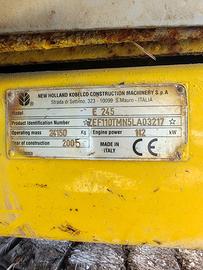 NEW HOLLAND KOBELCO CONSTRUCTION MACHINERY S.p.A
Strada di Settimo, 323 - 10099 S.Mauro - ITALIA
Model E 245
Product Identification Number ☆ZEF110TMN5LA03217☆
Operating mass 24150 Kg Engine power 112 kW
Year of construction 2005 CE MADE IN ITALY